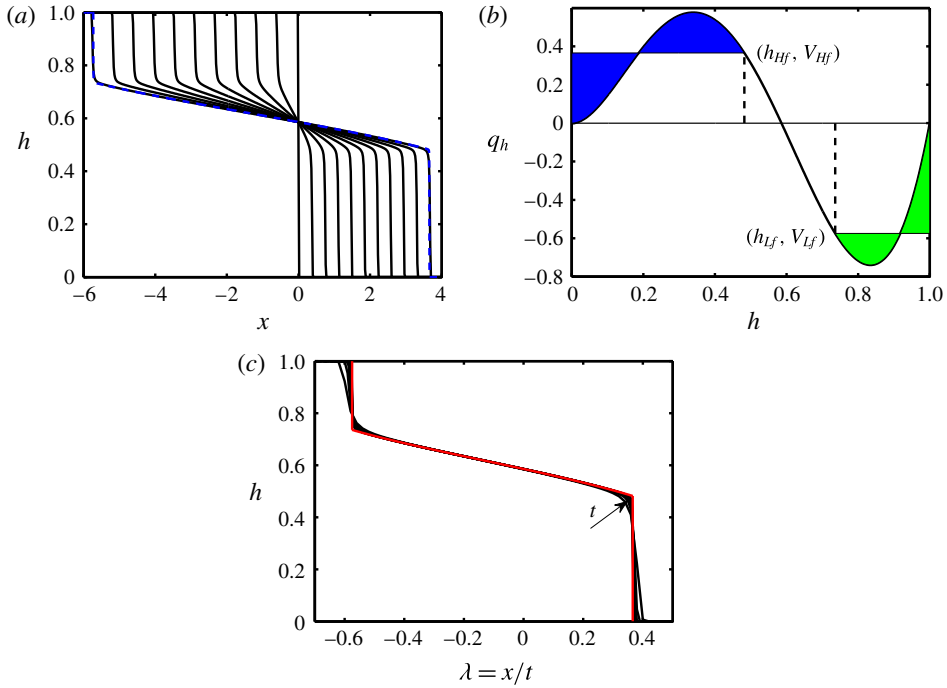 (a)
1.0
0.8
0.6
h
0.4
0.2
0
−6 −4 −2 0 2 4
x
(b)
0.4
0.2
0
q_h
−0.2
−0.4
−0.6
−0.8
(h_Hf, V_Hf)
(h_Lf, V_Lf)
0 0.2 0.4 0.6 0.8 1.0
h
(c)
1.0
0.8
0.6
h
0.4
0.2
0
t
−0.6 −0.4 −0.2 0 0.2 0.4
λ = x/t